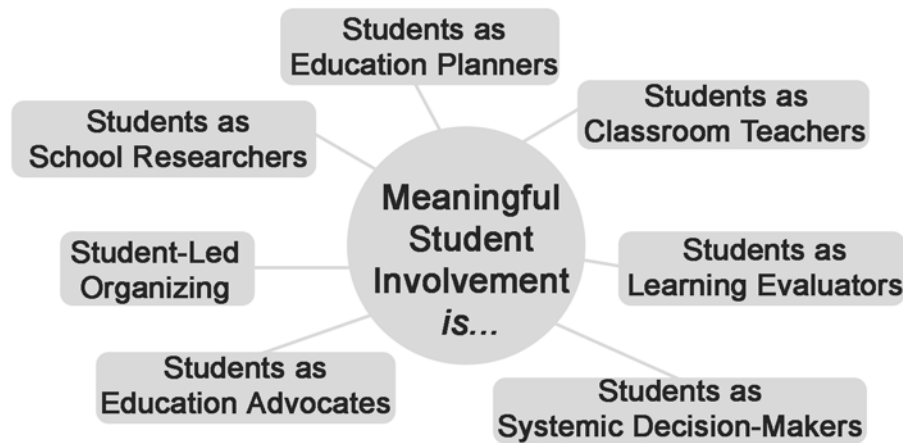 Students as
Education Planners
Students as
Classroom Teachers
Students as
School Researchers
Meaningful
Student
Involvement
is...
Student-Led
Organizing
Students as
Learning Evaluators
Students as
Education Advocates
Students as
Systemic Decision-Makers